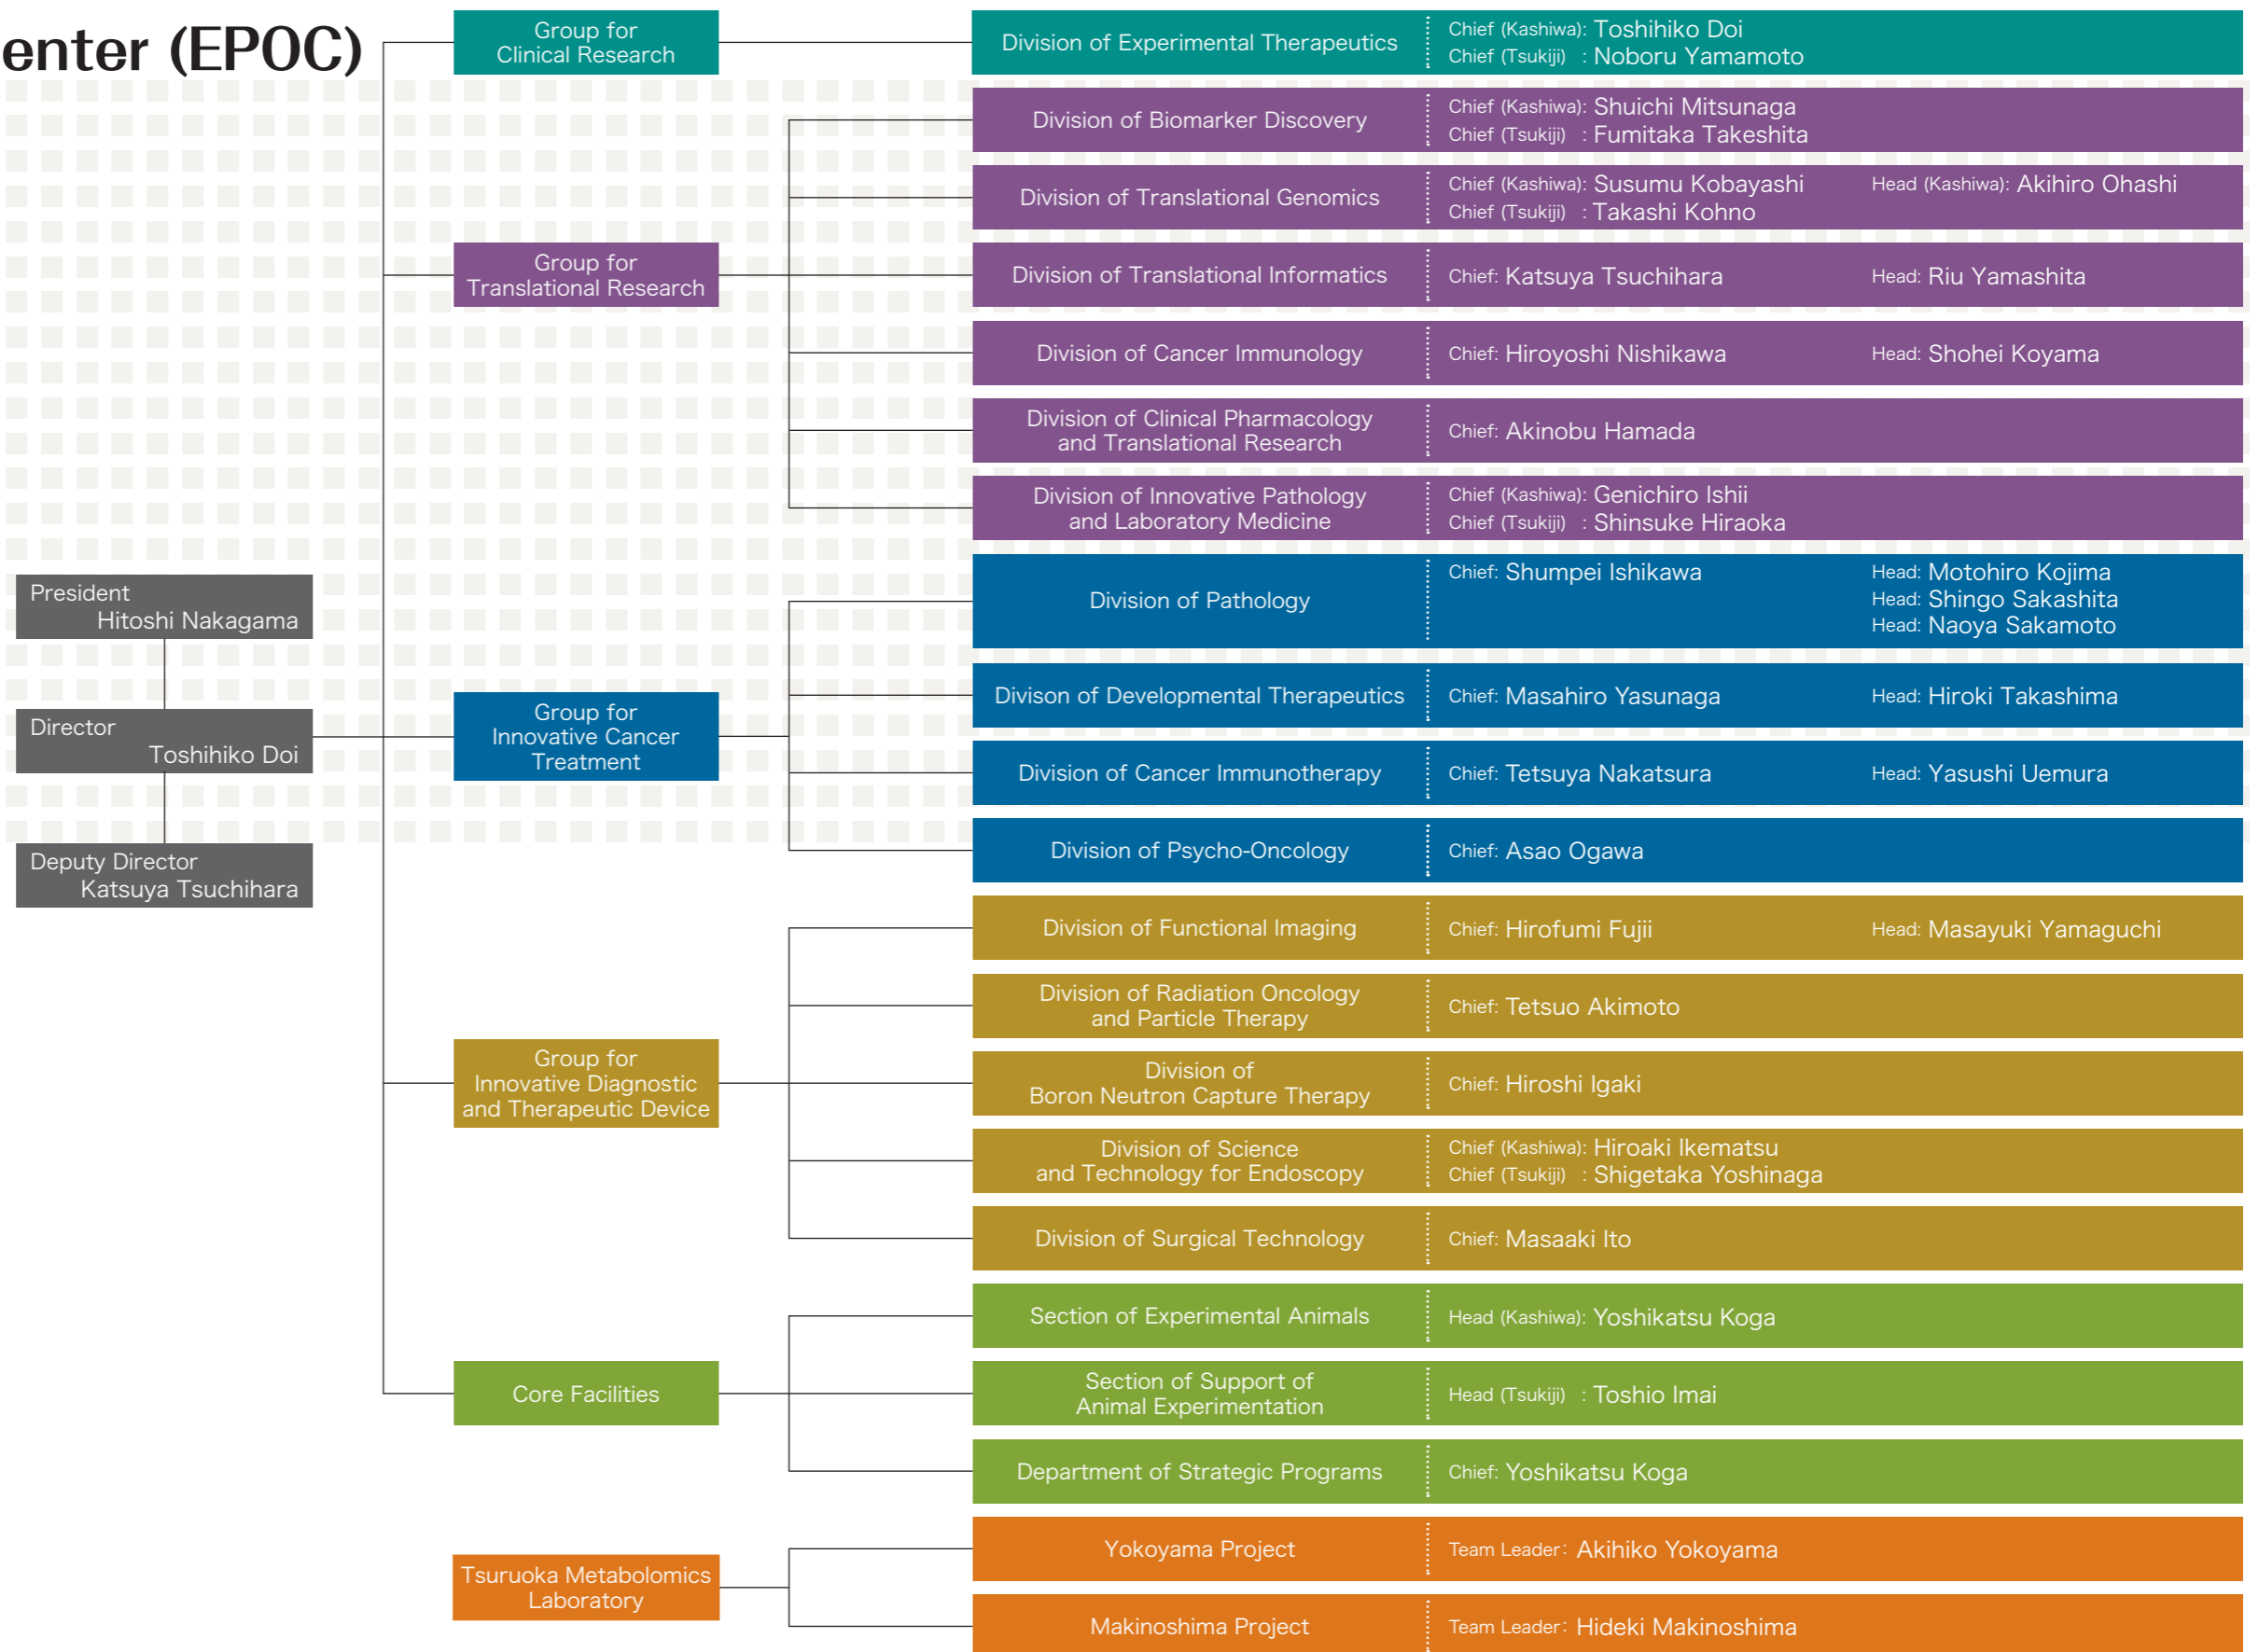 enter (EPOC)
Group for
Clinical Research
Division of Experimental Therapeutics
Chief (Kashiwa): Toshihiko Doi
Chief (Tsukiji) : Noboru Yamamoto
Division of Biomarker Discovery
Chief (Kashiwa): Shuichi Mitsunaga
Chief (Tsukiji) : Fumitaka Takeshita
Division of Translational Genomics
Chief (Kashiwa): Susumu Kobayashi
Head (Kashiwa): Akihiro Ohashi
Chief (Tsukiji) : Takashi Kohno
Group for
Translational Research
Division of Translational Informatics
Chief: Katsuya Tsuchihara
Head: Riu Yamashita
Division of Cancer Immunology
Chief: Hiroyoshi Nishikawa
Head: Shohei Koyama
Division of Clinical Pharmacology
and Translational Research
Chief: Akinobu Hamada
Division of Innovative Pathology
and Laboratory Medicine
Chief (Kashiwa): Genichiro Ishii
Chief (Tsukiji) : Shinsuke Hiraoka
President
Hitoshi Nakagama
Director
Toshihiko Doi
Deputy Director
Katsuya Tsuchihara
Group for
Innovative Cancer
Treatment
Division of Pathology
Chief: Shumpei Ishikawa
Head: Motohiro Kojima
Head: Shingo Sakashita
Head: Naoya Sakamoto
Divison of Developmental Therapeutics
Chief: Masahiro Yasunaga
Head: Hiroki Takashima
Division of Cancer Immunotherapy
Chief: Tetsuya Nakatsura
Head: Yasushi Uemura
Division of Psycho-Oncology
Chief: Asao Ogawa
Group for
Innovative Diagnostic
and Therapeutic Device
Division of Functional Imaging
Chief: Hirofumi Fujii
Head: Masayuki Yamaguchi
Division of Radiation Oncology
and Particle Therapy
Chief: Tetsuo Akimoto
Division of
Boron Neutron Capture Therapy
Chief: Hiroshi Igaki
Division of Science
and Technology for Endoscopy
Chief (Kashiwa): Hiroaki Ikematsu
Chief (Tsukiji) : Shigetaka Yoshinaga
Division of Surgical Technology
Chief: Masaaki Ito
Core Facilities
Section of Experimental Animals
Head (Kashiwa): Yoshikatsu Koga
Section of Support of
Animal Experimentation
Head (Tsukiji) : Toshio Imai
Department of Strategic Programs
Chief: Yoshikatsu Koga
Tsuruoka Metabolomics
Laboratory
Yokoyama Project
Team Leader: Akihiko Yokoyama
Makinoshima Project
Team Leader: Hideki Makinoshima